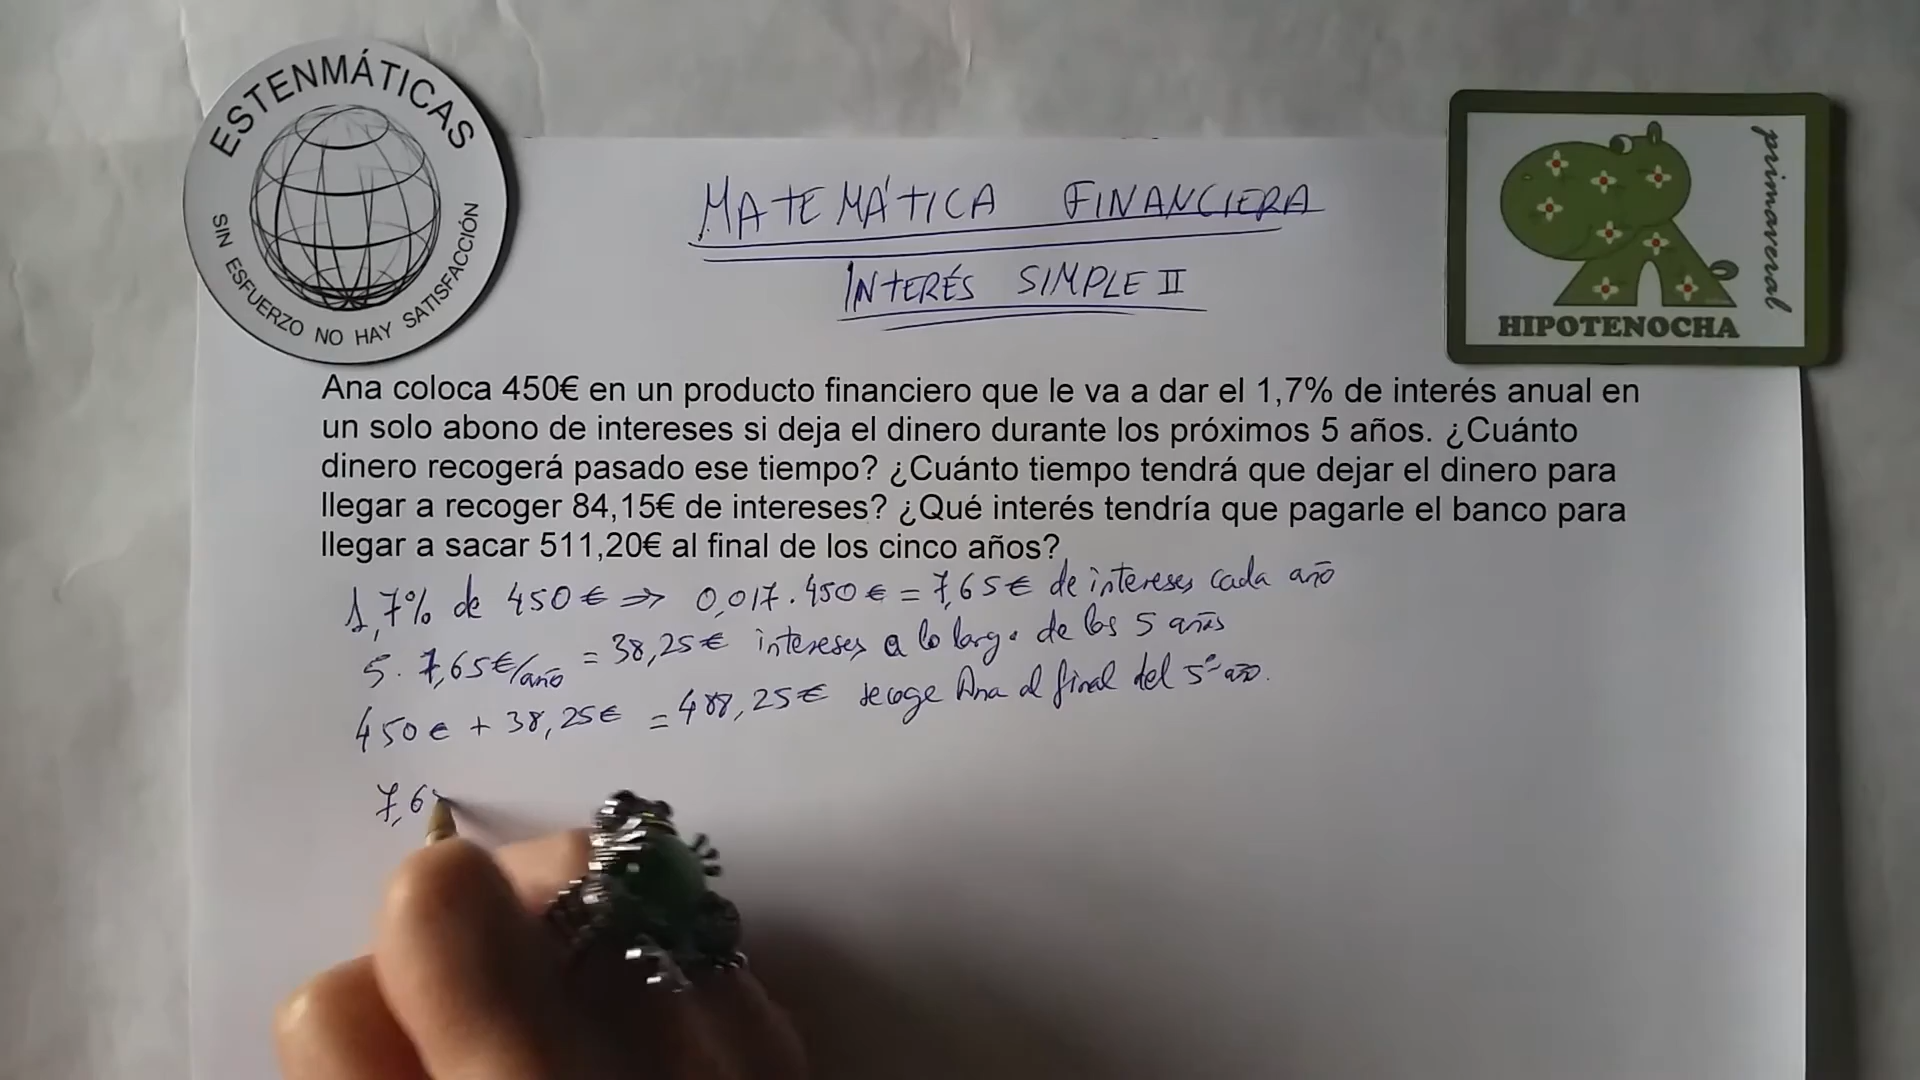 ESTENMÁTICAS
SIN ESFUERZO NO HAY SATISFACCIÓN
MATEMÁTICA FINANCIERA
INTERÉS SIMPLE II
primaveral
HIPOTENOCHA
Ana coloca 450€ en un producto financiero que le va a dar el 1,7% de interés anual en
un solo abono de intereses si deja el dinero durante los próximos 5 años. ¿Cuánto
dinero recogerá pasado ese tiempo? ¿Cuánto tiempo tendrá que dejar el dinero para
llegar a recoger 84,15€ de intereses? ¿Qué interés tendría que pagarle el banco para
llegar a sacar 511,20€ al final de los cinco años?
1,7% de 450€ ⇒ 0,017 . 450€ = 7,65€ de intereses cada año
5 . 7,65€/año = 38,25€ intereses a lo largo de los 5 años
450€ + 38,25€ = 488,25€ recoge Ana al final del 5º año.
7,6